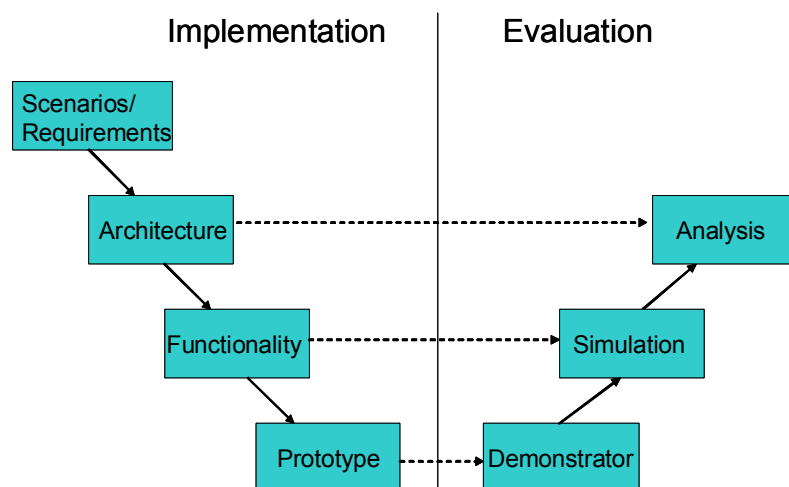 Implementation
Evaluation
Scenarios/
Requirements
Architecture
Analysis
Functionality
Simulation
Prototype
Demonstrator